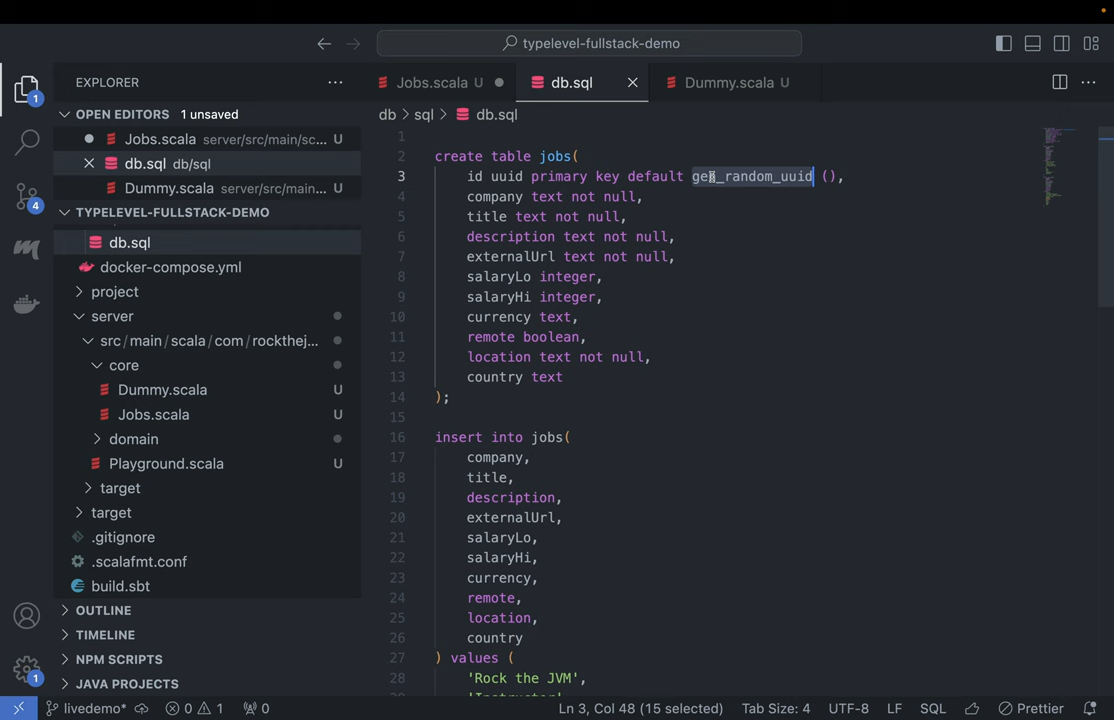 typelevel-fullstack-demo
EXPLORER
OPEN EDITORS 1 unsaved
Jobs.scala server/src/main/sc... U
db.sql db/sql
Dummy.scala server/src/main... U
TYPELEVEL-FULLSTACK-DEMO
db.sql
docker-compose.yml
project
server
src/main/scala/com/rockthej...
core
Dummy.scala U
Jobs.scala U
domain
Playground.scala U
target
target
.gitignore
.scalafmt.conf
build.sbt
OUTLINE
TIMELINE
NPM SCRIPTS
JAVA PROJECTS
1
4
1
Jobs.scala U
db.sql
Dummy.scala U
db > sql > db.sql
1
2 create table jobs(
3 id uuid primary key default gen_random_uuid (),
4 company text not null,
5 title text not null,
6 description text not null,
7 externalUrl text not null,
8 salaryLo integer,
9 salaryHi integer,
10 currency text,
11 remote boolean,
12 location text not null,
13 country text
14 );
15
16 insert into jobs(
17 company,
18 title,
19 description,
20 externalUrl,
21 salaryLo,
22 salaryHi,
23 currency,
24 remote,
25 location,
26 country
27 ) values (
28 'Rock the JVM',
livedemo* 0 1 0 Ln 3, Col 48 (15 selected) Tab Size: 4 UTF-8 LF SQL Prettier